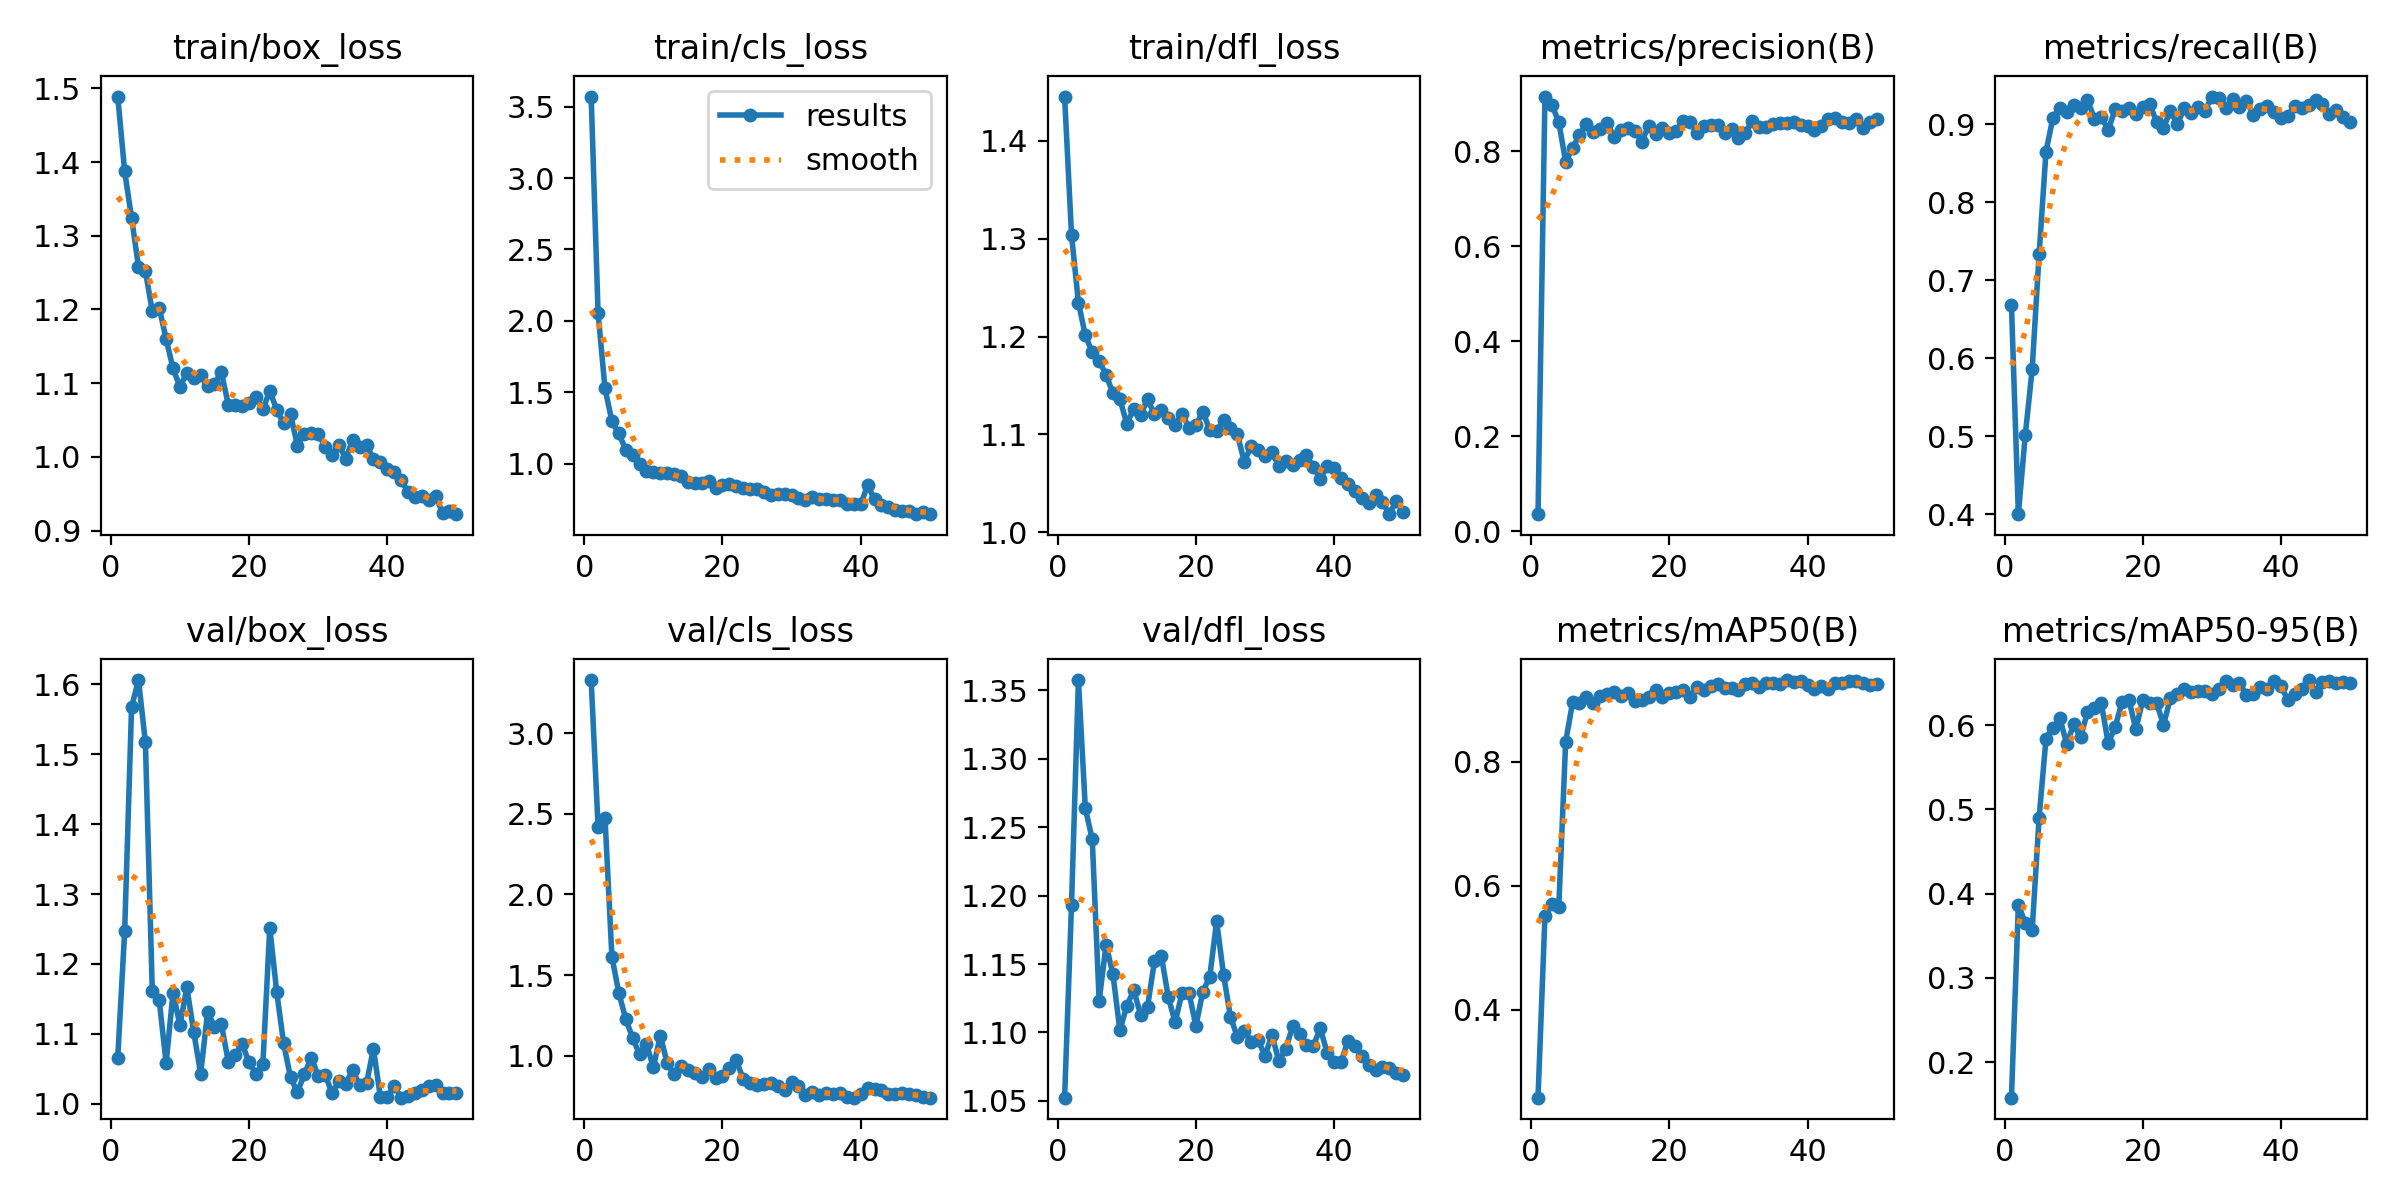 train/box_loss
1.5
1.4
1.3
1.2
1.1
1.0
0.9
0 20 40
train/cls_loss
results
smooth
3.5
3.0
2.5
2.0
1.5
1.0
0 20 40
train/dfl_loss
1.4
1.3
1.2
1.1
1.0
0 20 40
metrics/precision(B)
0.8
0.6
0.4
0.2
0.0
0 20 40
metrics/recall(B)
0.9
0.8
0.7
0.6
0.5
0.4
0 20 40
val/box_loss
1.6
1.5
1.4
1.3
1.2
1.1
1.0
0 20 40
val/cls_loss
3.0
2.5
2.0
1.5
1.0
0 20 40
val/dfl_loss
1.35
1.30
1.25
1.20
1.15
1.10
1.05
0 20 40
metrics/mAP50(B)
0.8
0.6
0.4
0 20 40
metrics/mAP50-95(B)
0.6
0.5
0.4
0.3
0.2
0 20 40